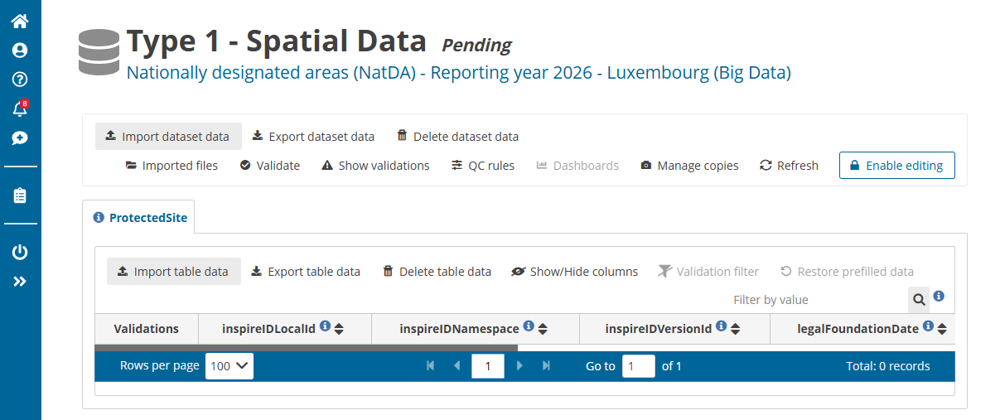 Type 1 - Spatial Data Pending
Nationally designated areas (NatDA) - Reporting year 2026 - Luxembourg (Big Data)
8
Import dataset data Export dataset data Delete dataset data
Imported files Validate Show validations QC rules Dashboards Manage copies Refresh Enable editing
ProtectedSite
Import table data Export table data Delete table data Show/Hide columns Validation filter Restore prefilled data
Filter by value
Validations inspireIDLocalId inspireIDNamespace inspireIDVersionId legalFoundationDate
Rows per page 100 1 Go to 1 of 1 Total: 0 records